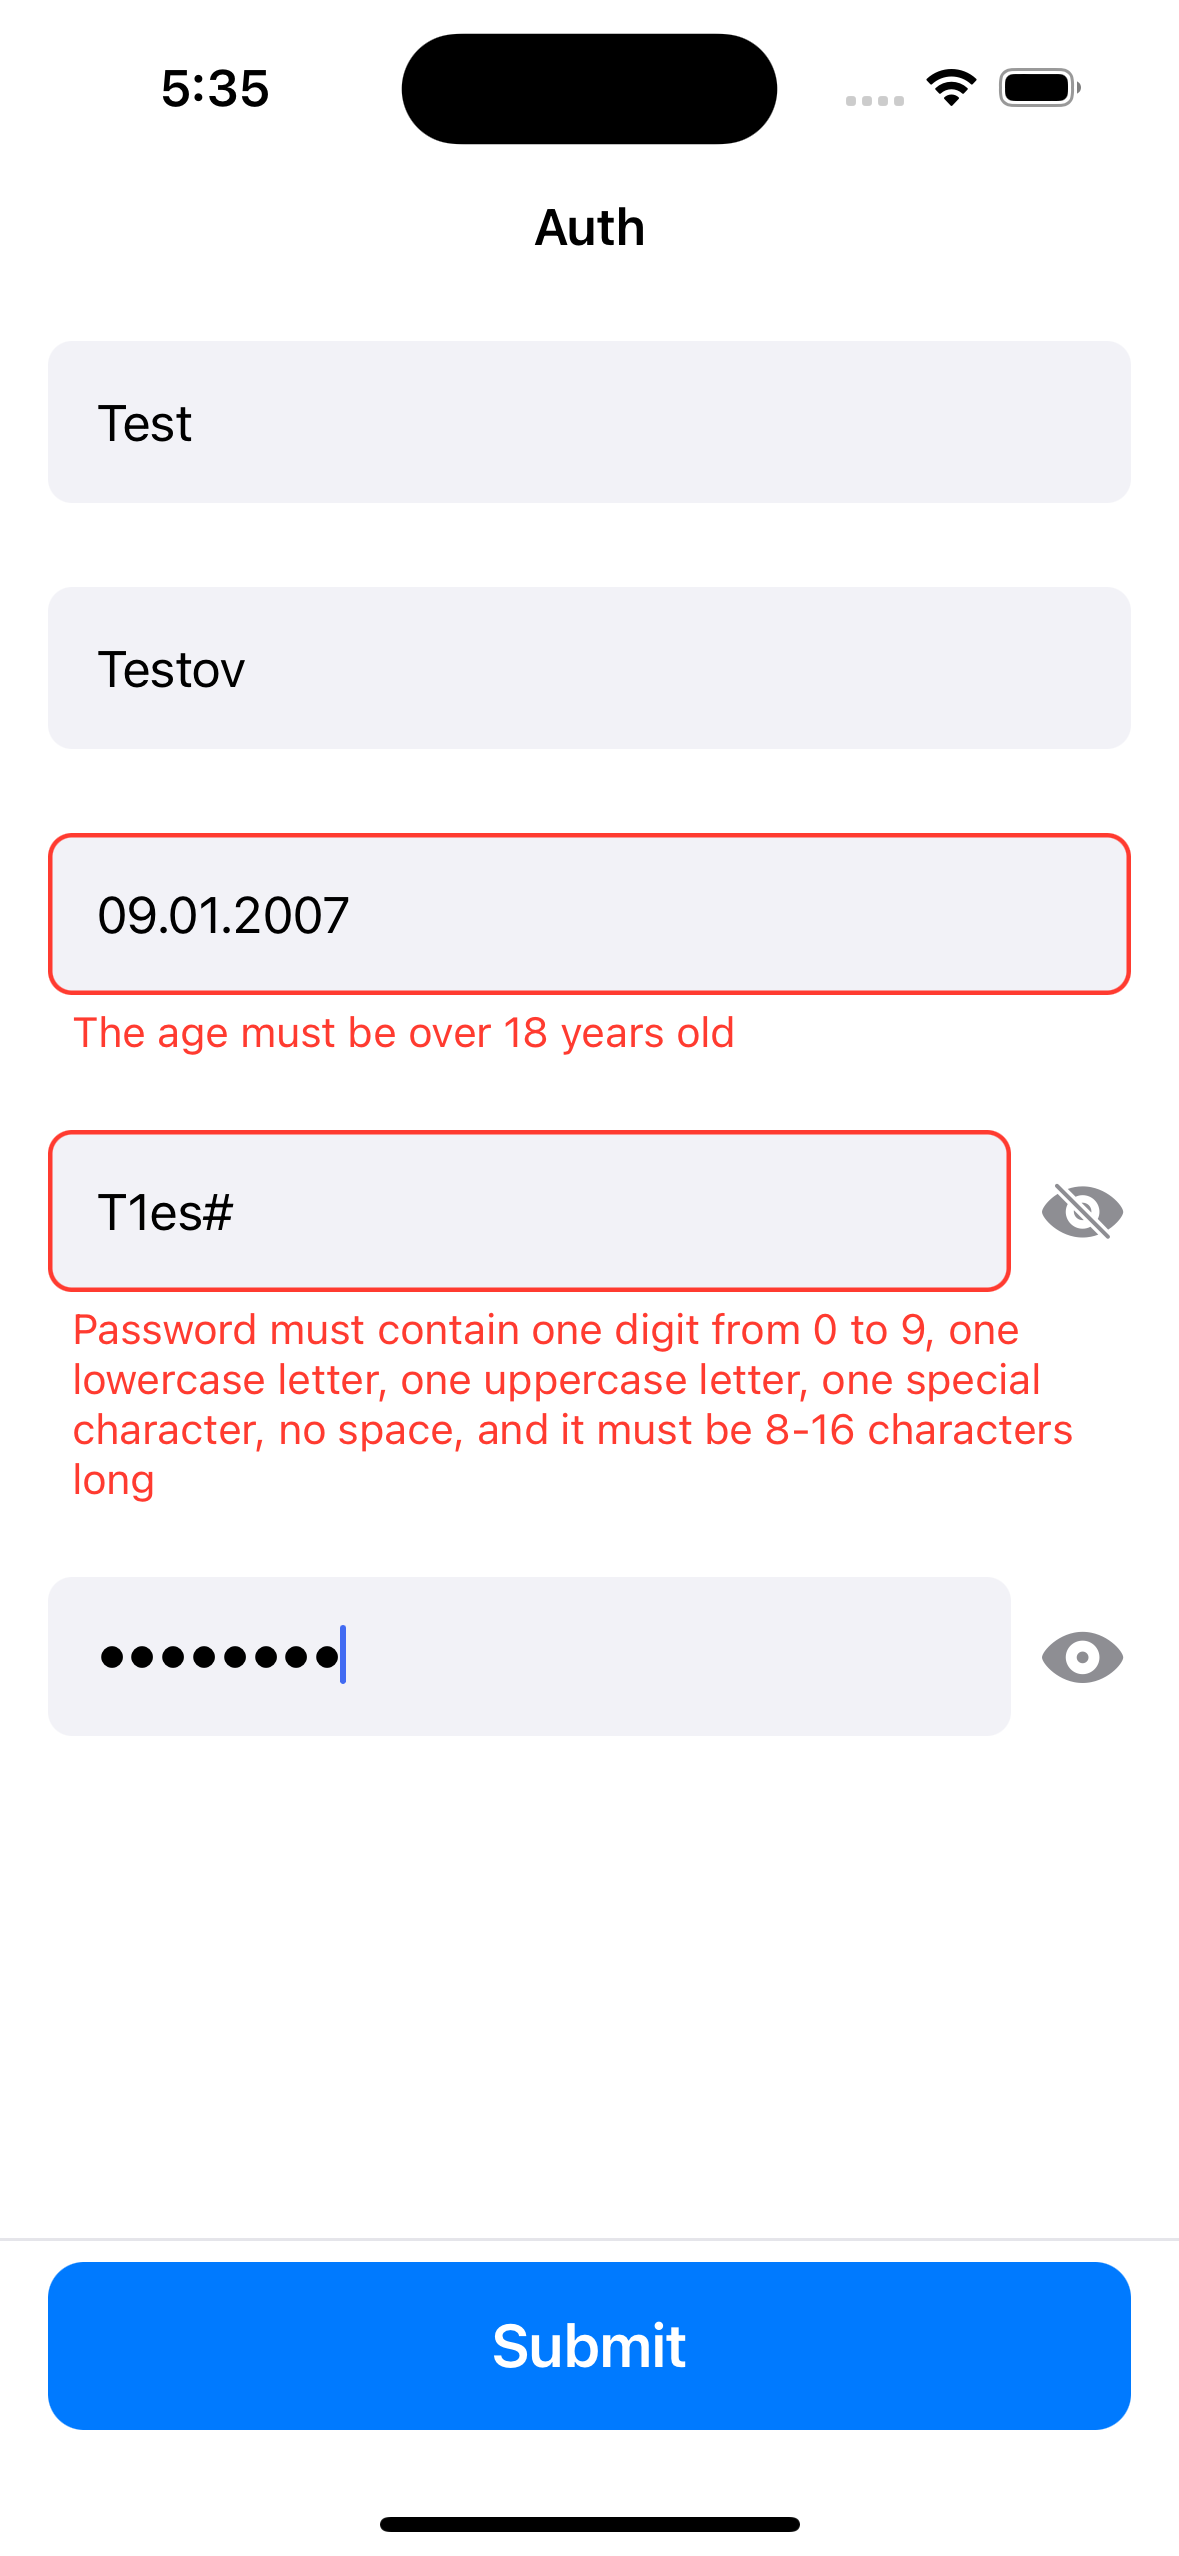 5:35
Auth
Test
Testov
09.01.2007
The age must be over 18 years old
T1es#
Password must contain one digit from 0 to 9, one
lowercase letter, one uppercase letter, one special
character, no space, and it must be 8-16 characters
long
••••••••
Submit